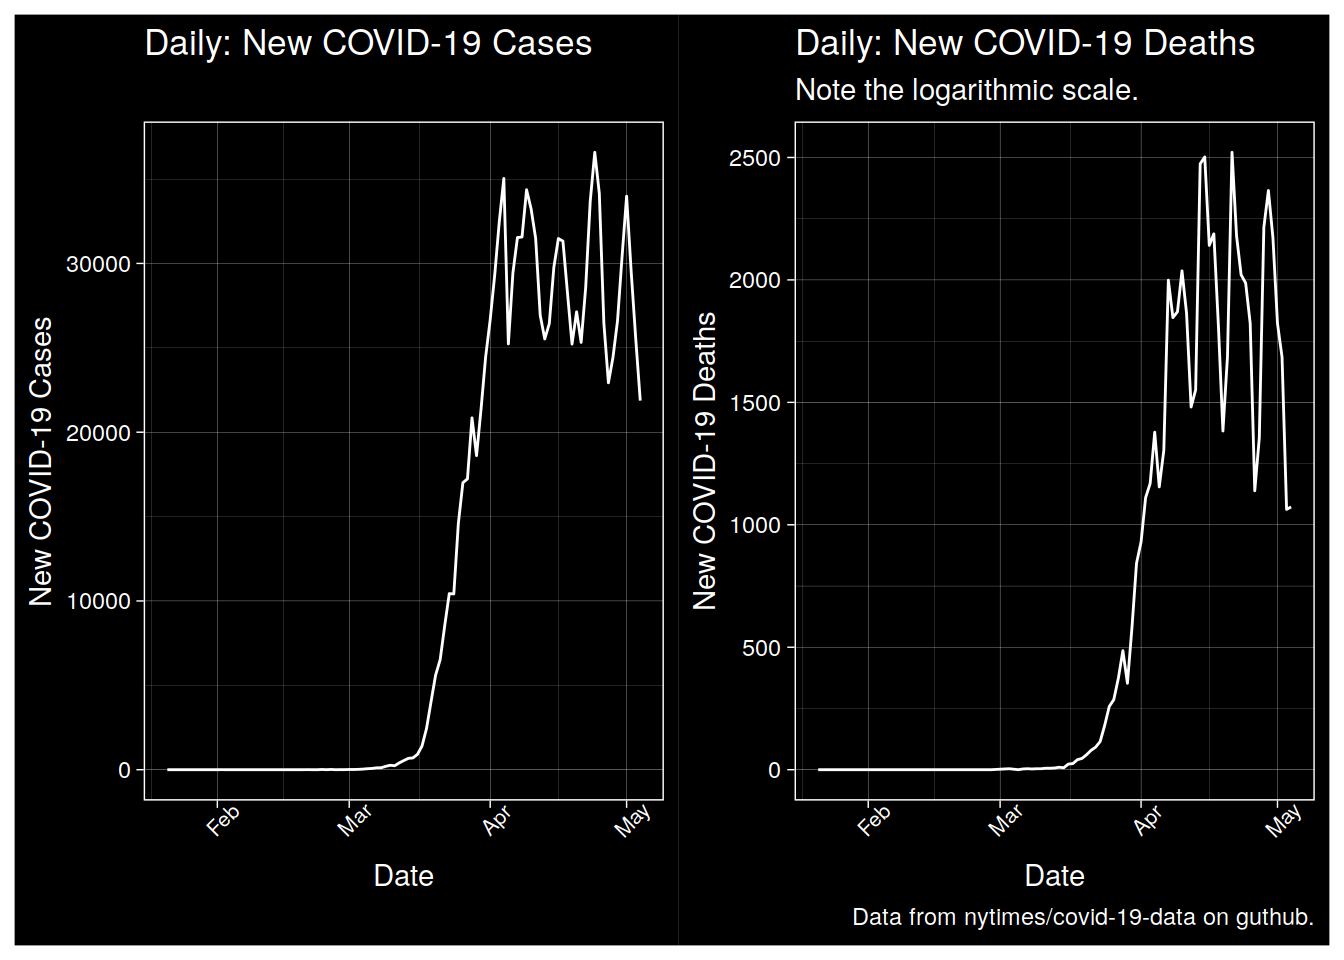 Daily: New COVID-19 Cases
New COVID-19 Cases
30000
20000
10000
0
Feb
Mar
Apr
May
Date
Daily: New COVID-19 Deaths
Note the logarithmic scale.
New COVID-19 Deaths
2500
2000
1500
1000
500
0
Feb
Mar
Apr
May
Date
Data from nytimes/covid-19-data on guthub.